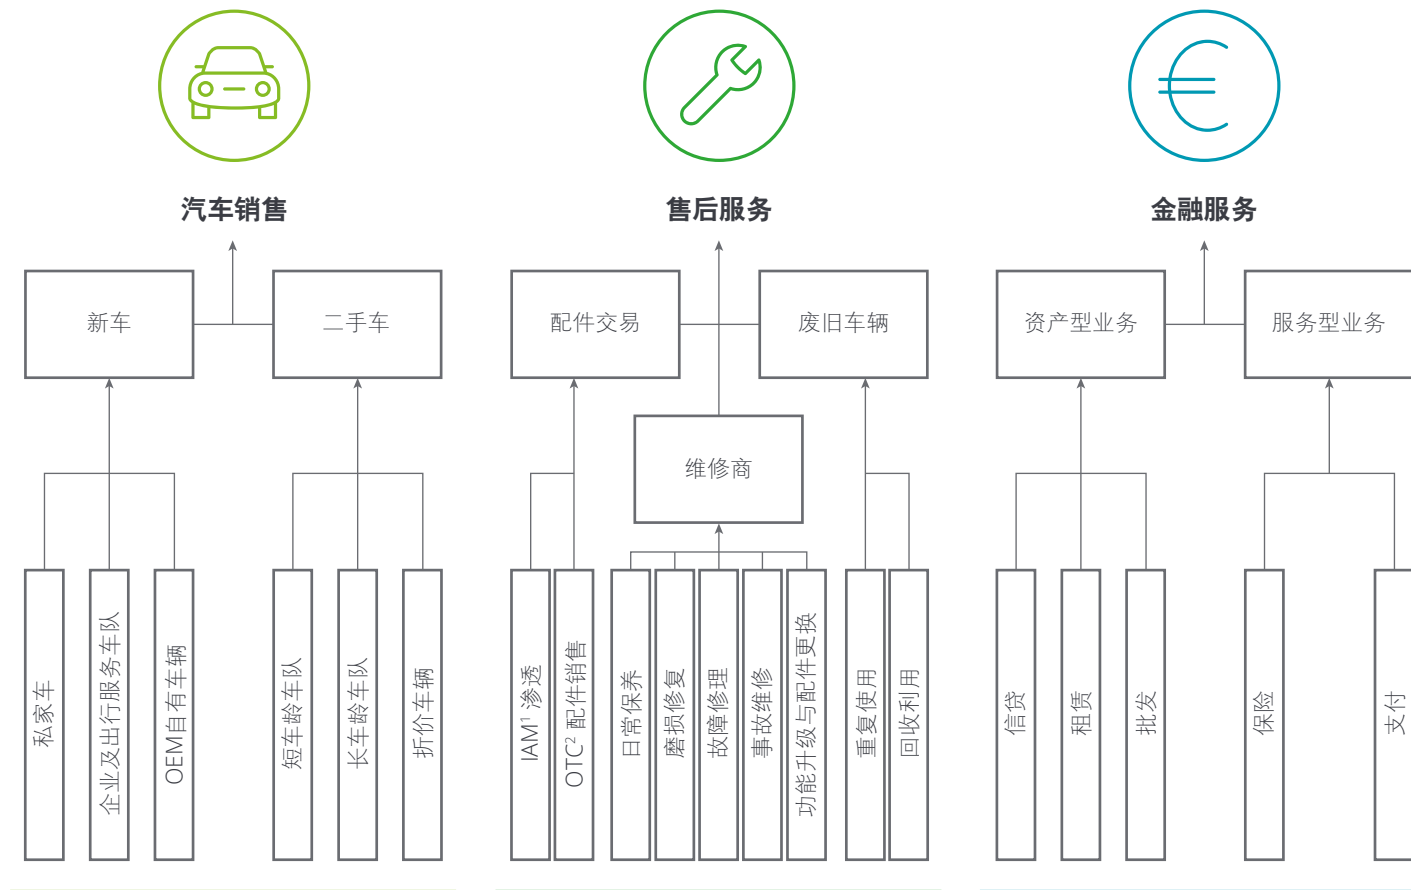 汽车销售
售后服务
金融服务
新车
二手车
配件交易
废旧车辆
资产型业务
服务型业务
维修商
私家车
企业及出行服务车队
OEM自有车辆
短车龄车队
长车龄车队
折价车辆
IAM¹ 渗透
OTC² 配件销售
日常保养
磨损修复
故障修理
事故维修
功能升级与配件更换
重复使用
回收利用
信贷
租赁
批发
保险
支付